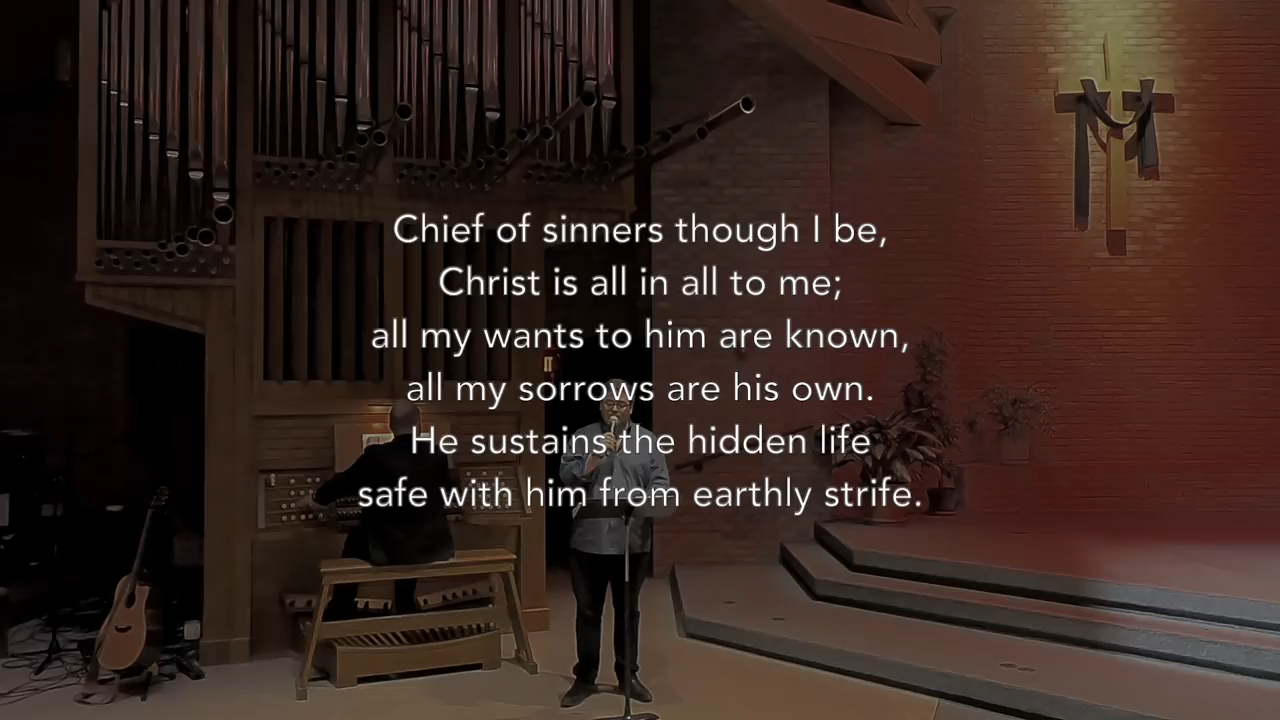 Chief of sinners though I be,
Christ is all in all to me;
all my wants to him are known,
all my sorrows are his own.
He sustains the hidden life
safe with him from earthly strife.